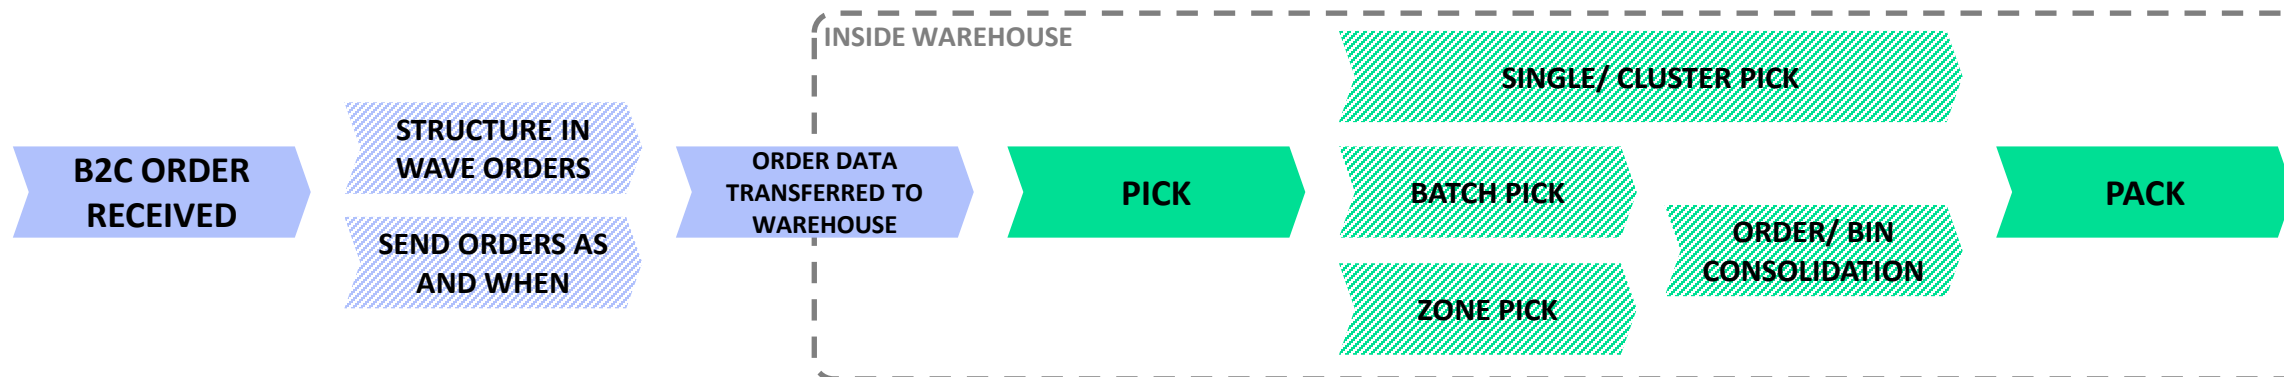 INSIDE WAREHOUSE
B2C ORDER
RECEIVED
STRUCTURE IN
WAVE ORDERS
SEND ORDERS AS
AND WHEN
ORDER DATA
TRANSFERRED TO
WAREHOUSE
PICK
SINGLE/ CLUSTER PICK
BATCH PICK
ZONE PICK
ORDER/ BIN
CONSOLIDATION
PACK